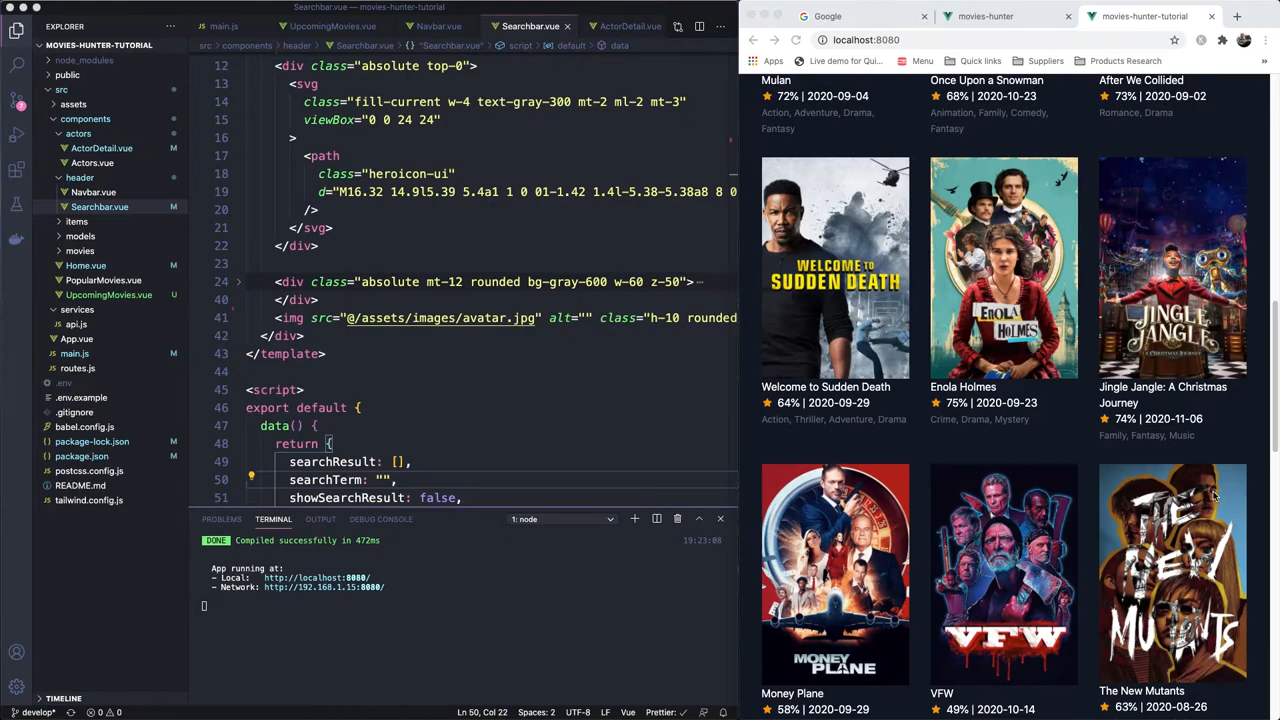 Searchbar.vue — movies-hunter-tutorial
EXPLORER
MOVIES-HUNTER-TUTORIAL
node_modules
public
src
assets
components
actors
ActorDetail.vue M
Actors.vue
header
Navbar.vue
Searchbar.vue
items
models
movies
Home.vue M
PopularMovies.vue
UpcomingMovies.vue U
services
api.js
App.vue
main.js M
routes.js
.env
.env.example
.gitignore
babel.config.js
package-lock.json M
package.json M
postcss.config.js
README.md
tailwind.config.js
TIMELINE
2
main.js UpcomingMovies.vue Navbar.vue Searchbar.vue ActorDetail.vue
src > components > header > Searchbar.vue > {} "Searchbar.vue" > script > default > data
12 <div class="absolute top-0">
13 <svg
14 class="fill-current w-4 text-gray-300 mt-2 ml-2 mt-3"
15 viewBox="0 0 24 24"
16 >
17 <path
18 class="heroicon-ui"
19 d="M16.32 14.9l5.39 5.4a1 1 0 01-1.42 1.4l-5.38-5.38a8 8 0
20 />
21 </svg>
22 </div>
23
24 <div class="absolute mt-12 rounded bg-gray-600 w-60 z-50">
40 </div>
41 <img src="@/assets/images/avatar.jpg" alt="" class="h-10 rounded
42 </div>
43 </template>
44
45 <script>
46 export default {
47 data() {
48 return {
49 searchResult: [],
50 searchTerm: "",
51 showSearchResult: false,
PROBLEMS TERMINAL OUTPUT DEBUG CONSOLE 1: node
DONE Compiled successfully in 472ms 19:23:08
App running at:
- Local: http://localhost:8080/
- Network: http://192.168.1.15:8080/
develop* 0 0 Ln 50, Col 22 Spaces: 2 UTF-8 LF Vue Prettier: ✓
Google movies-hunter movies-hunter-tutorial
localhost:8080
Apps Live demo for Qui... Menu Quick links Suppliers Products Research »
Mulan
72% | 2020-09-04
Action, Adventure, Drama,
Fantasy
Once Upon a Snowman
68% | 2020-10-23
Animation, Family, Comedy,
Fantasy
After We Collided
73% | 2020-09-02
Romance, Drama
WELCOME TO
SUDDEN DEATH
Welcome to Sudden Death
64% | 2020-09-29
Action, Thriller, Adventure, Drama
ENOLA
HOLMES
Enola Holmes
75% | 2020-09-23
Crime, Drama, Mystery
JINGLE
JANGLE
A CHRISTMAS JOURNEY
Jingle Jangle: A Christmas
Journey
74% | 2020-11-06
Family, Fantasy, Music
MONEY
PLANE
Money Plane
58% | 2020-09-29
VFW
VFW
49% | 2020-10-14
THE
NEW
MUTANTS
The New Mutants
63% | 2020-08-26